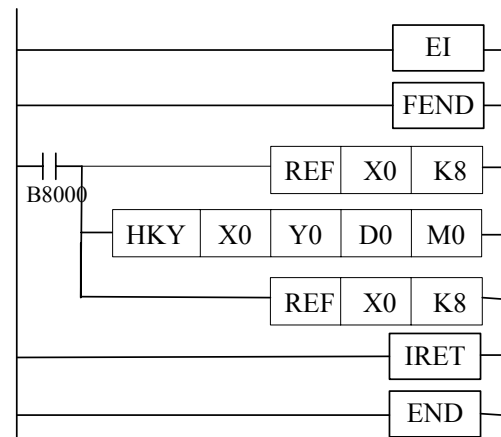 EI
FEND
REF X0 K8
B8000
HKY X0 Y0 D0 M0
REF X0 K8
IRET
END